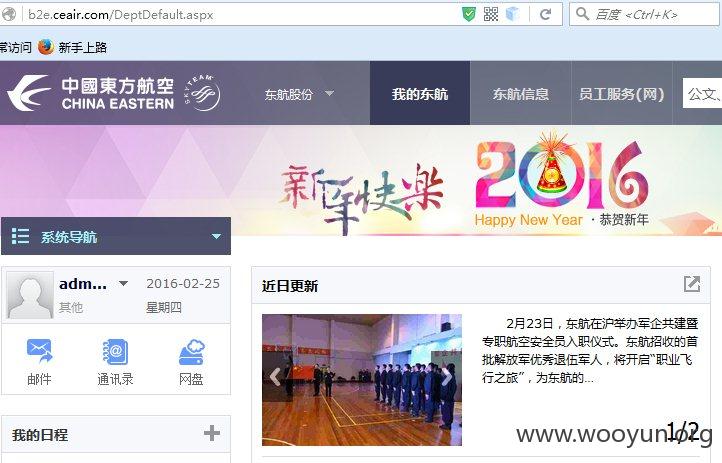 b2e.ceair.com/DeptDefault.aspx
百度 <Ctrl+K>
常访问 新手上路
中國東方航空
CHINA EASTERN
SKYTEAM
东航股份
我的东航
东航信息
员工服务(网)
公文、
新年快樂
2016
Happy New Year · 恭贺新年
系统导航
adm...
2016-02-25
其他
星期四
邮件
通讯录
网盘
我的日程
近日更新
2月23日，东航在沪举办军企共建暨
专职航空安全员入职仪式。东航招收的首
批解放军优秀退伍军人，将开启“职业飞
行之旅”，为东航的...
1/2
www.wooyun.org